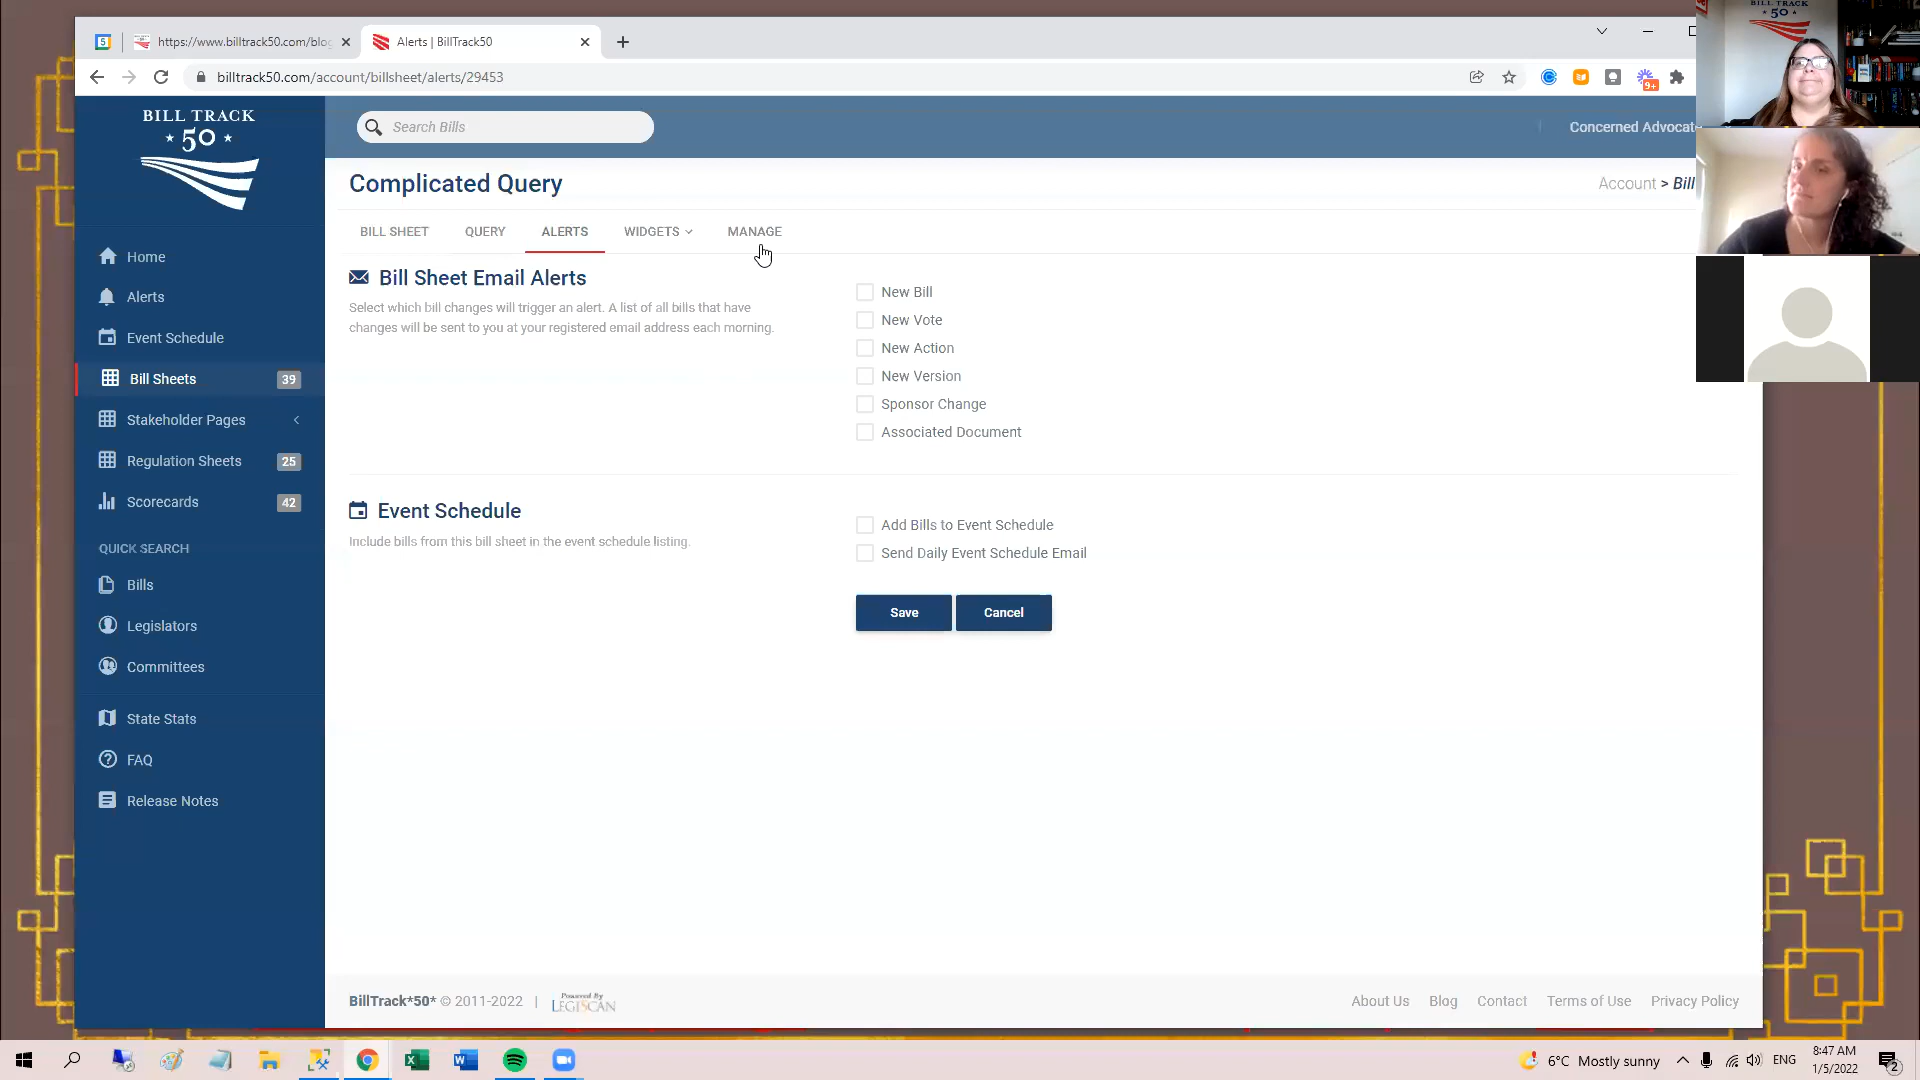 https://www.billtrack50.com/blog
Alerts | BillTrack50
billtrack50.com/account/billsheet/alerts/29453
9+
BILL TRACK
50
Search Bills
Concerned Advocat
BILL TRACK
50
Complicated Query
Account > Bill
BILL SHEET
QUERY
ALERTS
WIDGETS
MANAGE
Home
Alerts
Event Schedule
Bill Sheets 39
Stakeholder Pages
Regulation Sheets 25
Scorecards 42
QUICK SEARCH
Bills
Legislators
Committees
State Stats
FAQ
Release Notes
Bill Sheet Email Alerts
Select which bill changes will trigger an alert. A list of all bills that have
changes will be sent to you at your registered email address each morning.
New Bill
New Vote
New Action
New Version
Sponsor Change
Associated Document
Event Schedule
Include bills from this bill sheet in the event schedule listing.
Add Bills to Event Schedule
Send Daily Event Schedule Email
Save
Cancel
BillTrack*50* © 2011-2022 |
Powered By
LEGISCAN
About Us
Blog
Contact
Terms of Use
Privacy Policy
6°C Mostly sunny
ENG
8:47 AM
1/5/2022
2